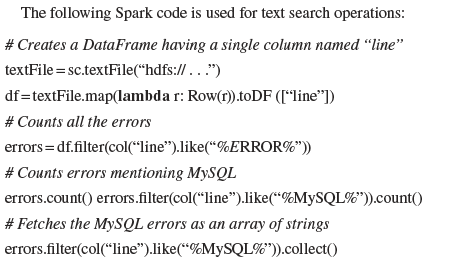 The following Spark code is used for text search operations:
# Creates a DataFrame having a single column named “line”
textFile=sc.textFile(“hdfs:// . . .”)
df=textFile.map(lambda r: Row(r)).toDF ([“line”])
# Counts all the errors
errors=df.filter(col(“line”).like(“%ERROR%”))
# Counts errors mentioning MySQL
errors.count() errors.filter(col(“line”).like(“%MySQL%”)).count()
# Fetches the MySQL errors as an array of strings
errors.filter(col(“line”).like(“%MySQL%”)).collect()